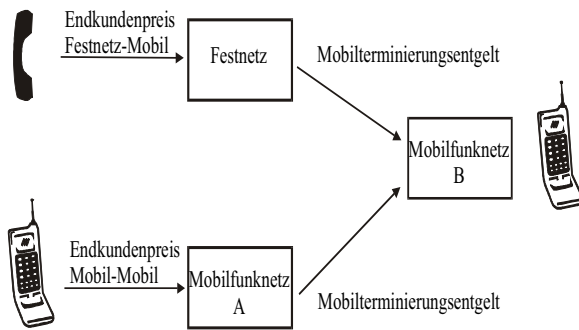 Endkundenpreis
Festnetz-Mobil
Festnetz
Mobilterminierungsentgelt
Mobilfunknetz
B
Endkundenpreis
Mobil-Mobil
Mobilfunknetz
A
Mobilterminierungsentgelt